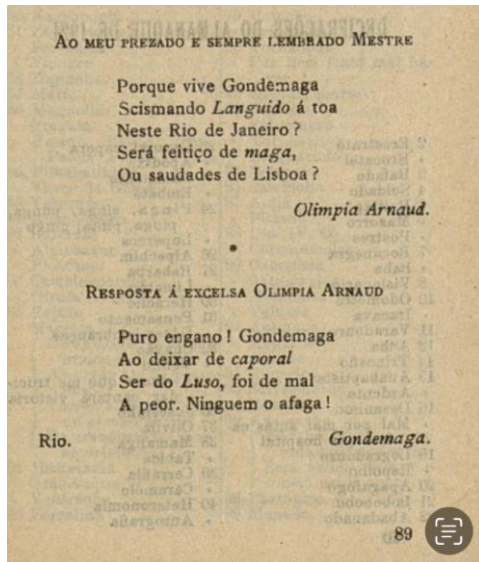 AO MEU PREZADO E SEMPRE LEMBRADO MESTRE
Porque vive Gondemaga
Scismando Languido á toa
Neste Rio de Janeiro?
Será feitiço de maga,
Ou saudades de Lisboa?
Olimpia Arnaud.
RESPOSTA Á EXCELSA OLIMPIA ARNAUD
Puro engano! Gondemaga
Ao deixar de caporal
Ser do Luso, foi de mal
A peor. Ninguem o afaga!
Rio. Gondemaga.
89